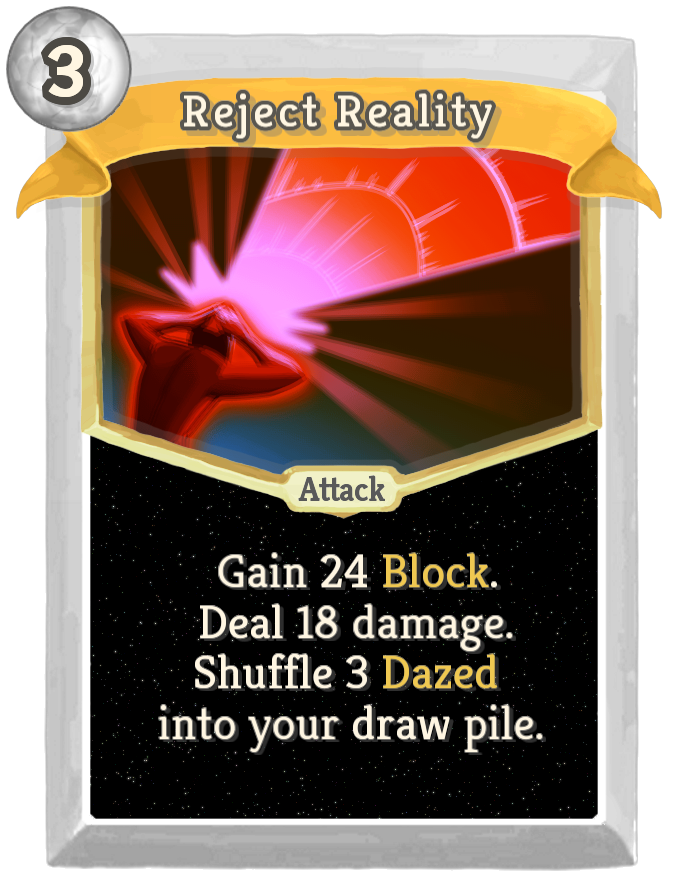 3
Reject Reality
Attack
Gain 24 Block.
Deal 18 damage.
Shuffle 3 Dazed
into your draw pile.